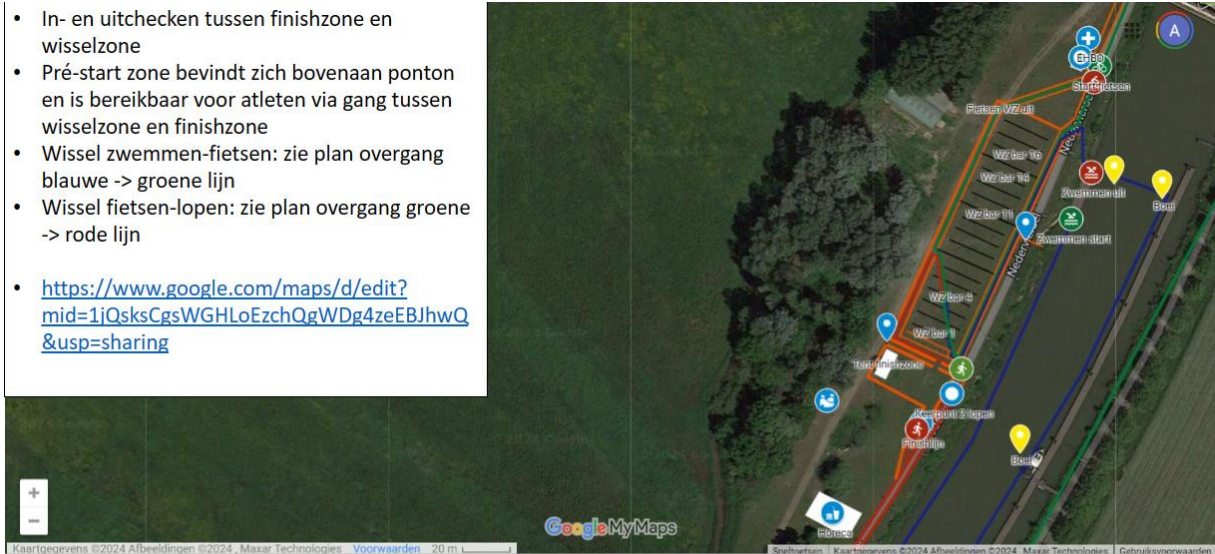 • In- en uitchecken tussen finishzone en
wisselzone
• Pré-start zone bevindt zich bovenaan ponton
en is bereikbaar voor atleten via gang tussen
wisselzone en finishzone
• Wissel zwemmen-fietsen: zie plan overgang
blauwe -> groene lijn
• Wissel fietsen-lopen: zie plan overgang groene
-> rode lijn
• https://www.google.com/maps/d/edit?
mid=1jQsksCgsWGHLoEzchQgWDg4zeEBJhwQ
&usp=sharing
A
EHBO
Start fietsen
Fietsen WZ uit
WZ bar 16
WZ bar 14
WZ bar 11
Zwemmen uit
Boei
Zwemmen start
WZ bar 4
WZ bar 1
Tent finishzone
Keerpunt 2 lopen
Finishlijn
Boei
Horeca
Google My Maps
Kaartgegevens ©2024 Afbeeldingen ©2024 , Maxar Technologies Voorwaarden 20 m
Sneltoetsen Kaartgegevens ©2024 Afbeeldingen ©2024, Maxar Technologies Gebruiksvoorwaarden